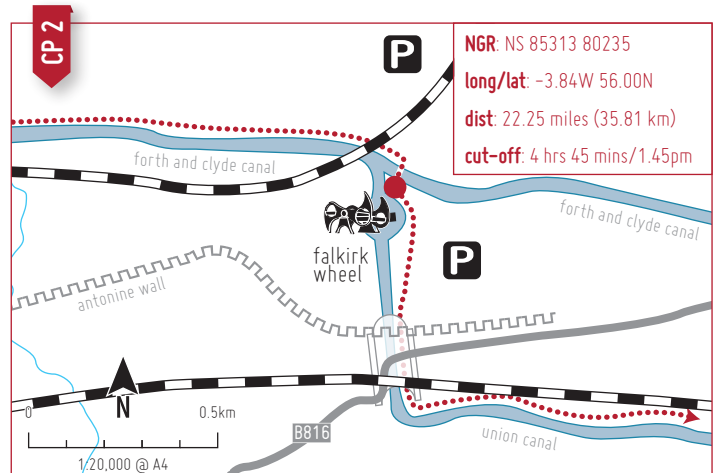 CP 2
P
NGR: NS 85313 80235
long/lat: -3.84W 56.00N
dist: 22.25 miles (35.81 km)
cut-off: 4 hrs 45 mins/1.45pm
forth and clyde canal
forth and clyde canal
falkirk
wheel
P
antonine wall
N
0
0.5km
B816
union canal
1:20,000 @ A4